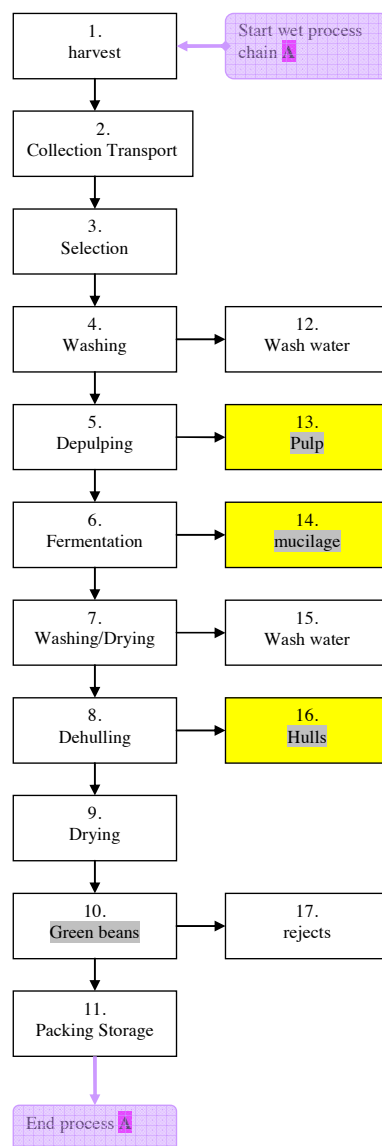 1.
harvest
Start wet process
chain A
2.
Collection Transport
3.
Selection
4.
Washing
12.
Wash water
5.
Depulping
13.
Pulp
6.
Fermentation
14.
mucilage
7.
Washing/Drying
15.
Wash water
8.
Dehulling
16.
Hulls
9.
Drying
10.
Green beans
17.
rejects
11.
Packing Storage
End process A